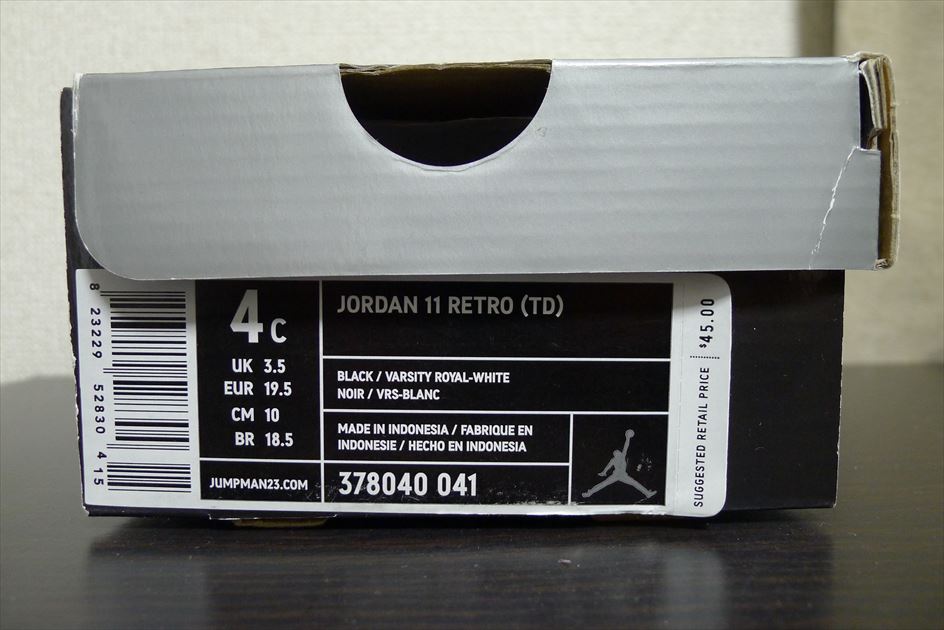 8 23229 52830 4 15
4C
UK 3.5
EUR 19.5
CM 10
BR 18.5
JUMPMAN23.COM
JORDAN 11 RETRO (TD)
BLACK / VARSITY ROYAL-WHITE
NOIR / VRS-BLANC
MADE IN INDONESIA / FABRIQUE EN
INDONESIE / HECHO EN INDONESIA
378040 041
SUGGESTED RETAIL PRICE $45.00